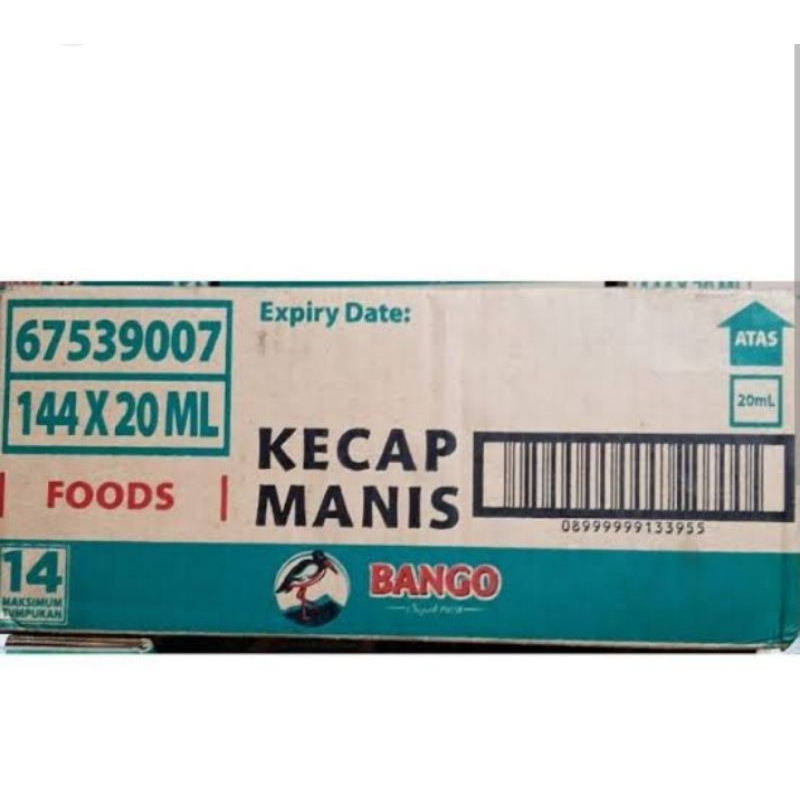 67539007
144 X 20 ML
FOODS
14
MAKSIMUM
TUMPUKAN
Expiry Date:
KECAP
MANIS
ATAS
20mL
08999999133955
BANGO